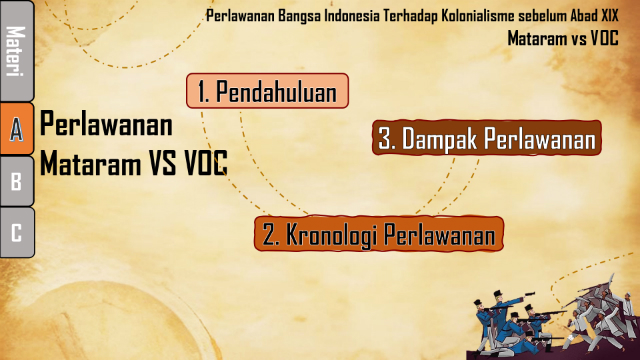 Perlawanan Bangsa Indonesia Terhadap Kolonialisme sebelum Abad XIX
Mataram vs VOC
Materi
A
B
C
Perlawanan
Mataram VS VOC
1. Pendahuluan
3. Dampak Perlawanan
2. Kronologi Perlawanan